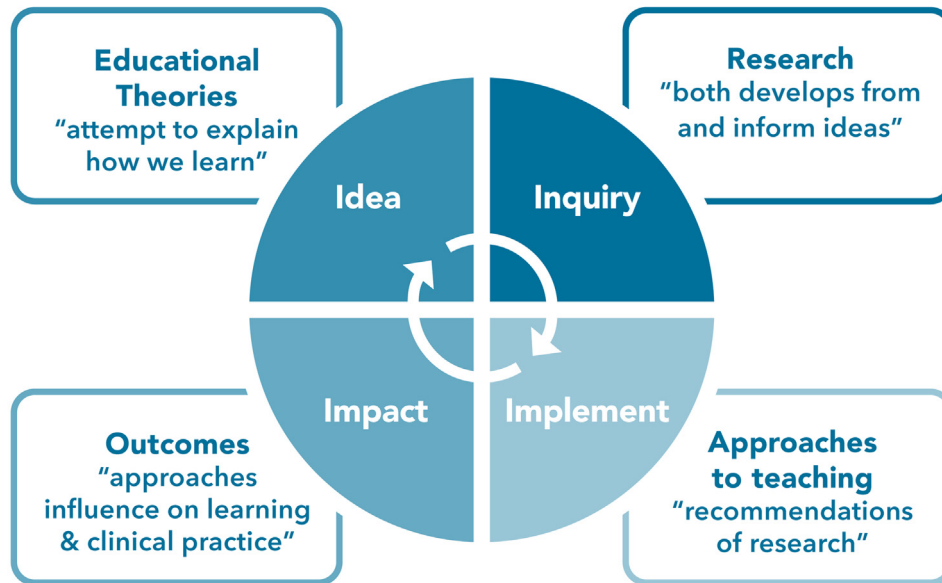 Educational
Theories
“attempt to explain
how we learn”
Research
“both develops from
and inform ideas”
Idea
Inquiry
Impact
Implement
Outcomes
“approaches
influence on learning
& clinical practice”
Approaches
to teaching
“recommendations
of research”